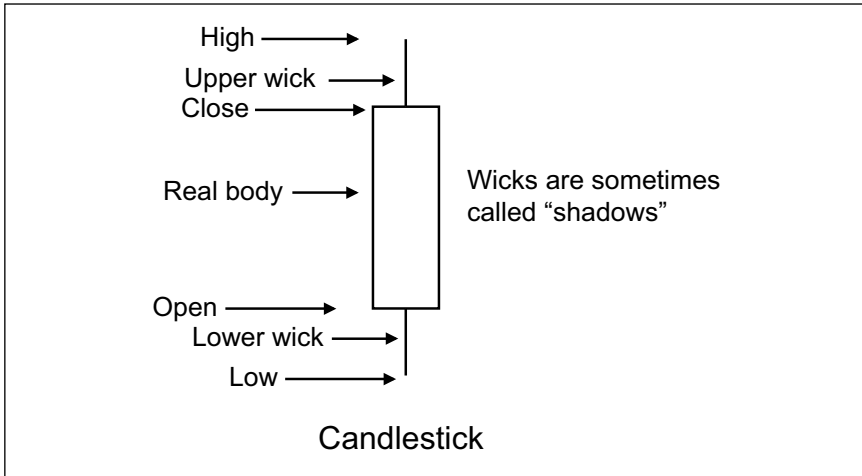 High
Upper wick
Close
Real body
Wicks are sometimes
called “shadows”
Open
Lower wick
Low
Candlestick